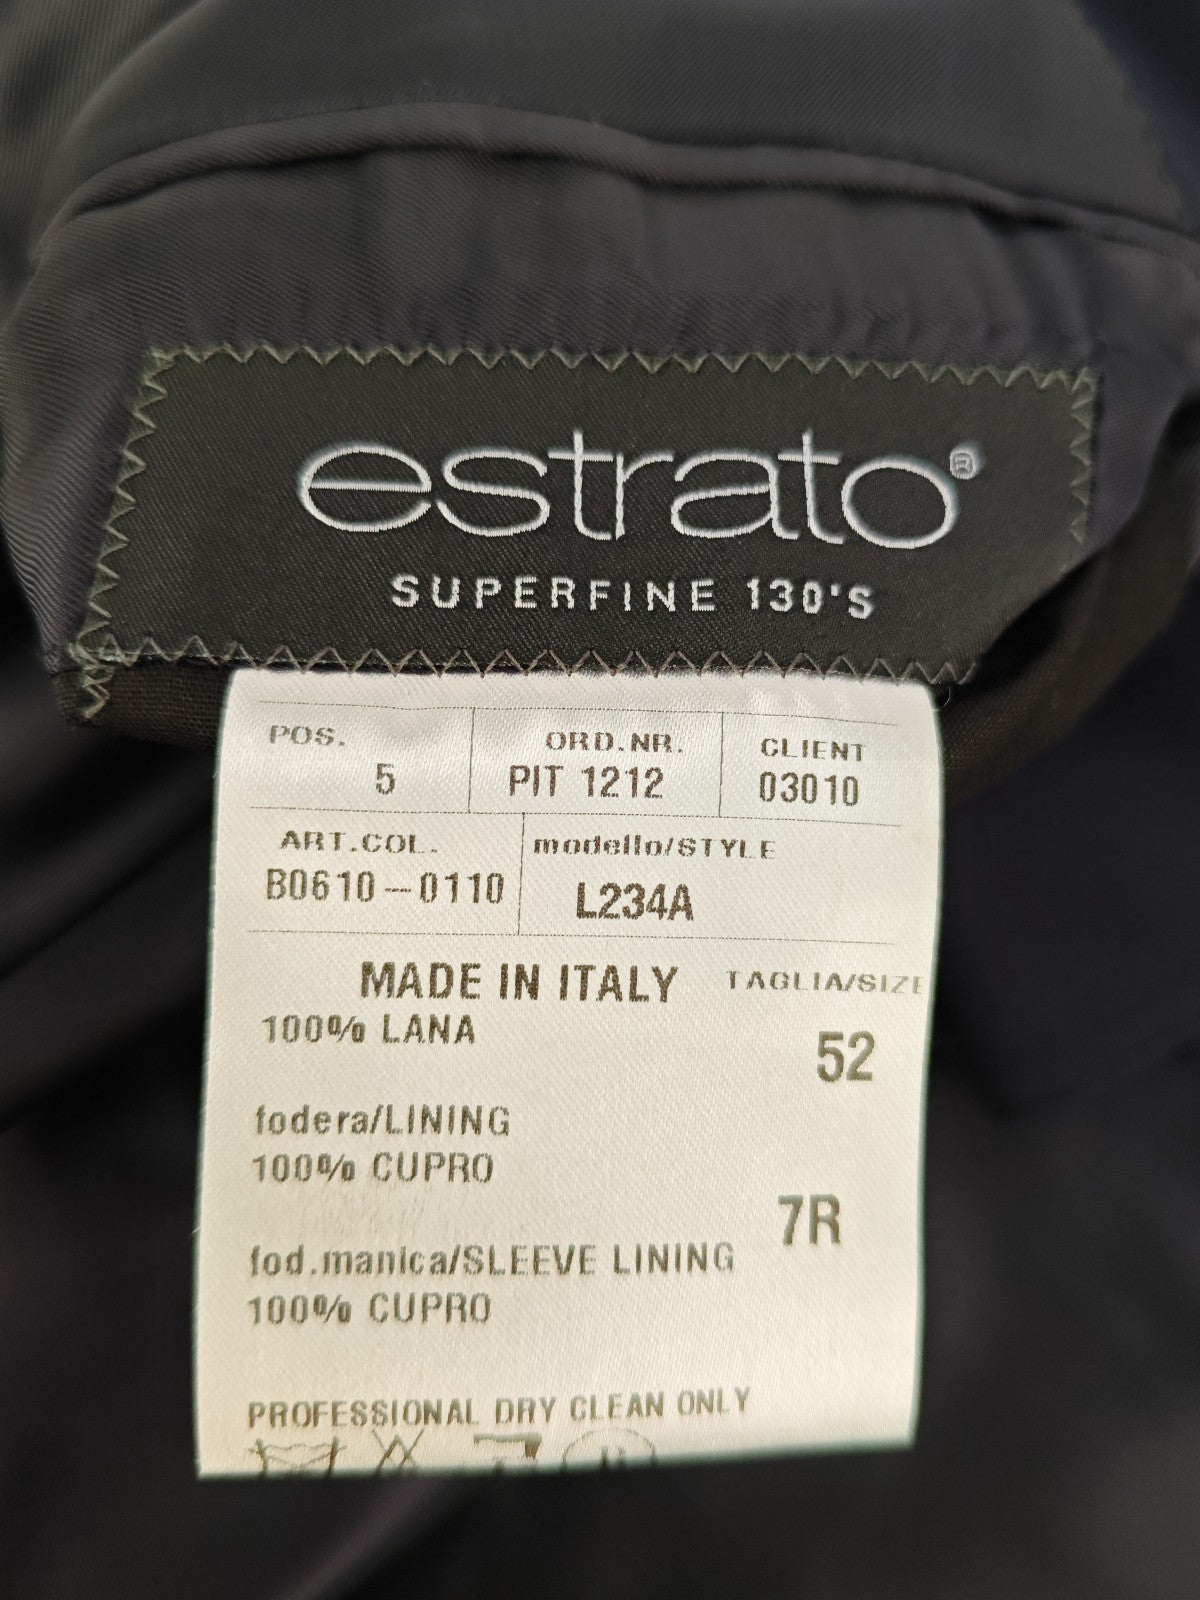 estrato®
SUPERFINE 130'S
POS. ORD.NR. CLIENT
5 PIT 1212 03010
ART.COL. modello/STYLE
B0610-0110 L234A
MADE IN ITALY TAGLIA/SIZE
100% LANA
52
fodera/LINING
100% CUPRO
7R
fod.manica/SLEEVE LINING
100% CUPRO
PROFESSIONAL DRY CLEAN ONLY